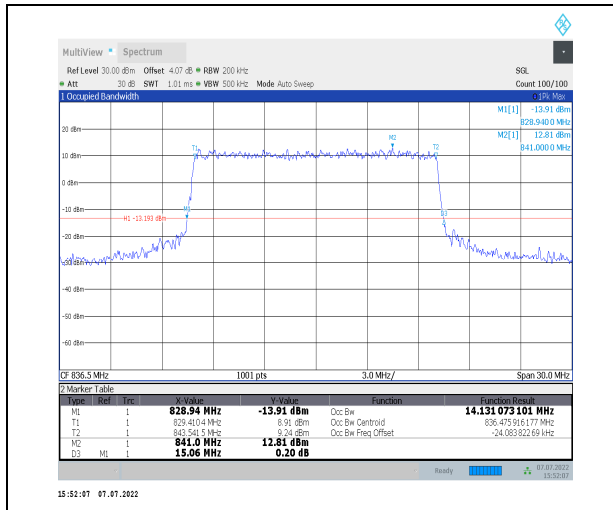 MultiView Spectrum
Ref Level 30.00 dBm Offset 4.07 dB RBW 200 kHz SGL
Att 30 dB SWT 1.01 ms VBW 500 kHz Mode Auto Sweep Count 100/100
1 Occupied Bandwidth 1Pk Max
M1[1] -13.91 dBm
828.9400 MHz
M2[1] 12.81 dBm
841.0000 MHz
20 dBm
M2
T1 T2
10 dBm
0 dBm
M1
-10 dBm
D3
H1 -13.193 dBm
-20 dBm
-30 dBm
-40 dBm
-50 dBm
-60 dBm
CF 836.5 MHz 1001 pts 3.0 MHz/ Span 30.0 MHz
2 Marker Table
Type Ref Trc X-Value Y-Value Function Function Result
M1 1 828.94 MHz -13.91 dBm Occ Bw 14.131 073 101 MHz
T1 1 829.410 4 MHz 8.91 dBm Occ Bw Centroid 836.475 916 177 MHz
T2 1 843.541 5 MHz 9.24 dBm Occ Bw Freq Offset -24.083 822 69 kHz
M2 1 841.0 MHz 12.81 dBm
D3 M1 1 15.06 MHz 0.20 dB
Ready 07.07.2022
15:52:07
15:52:07 07.07.2022